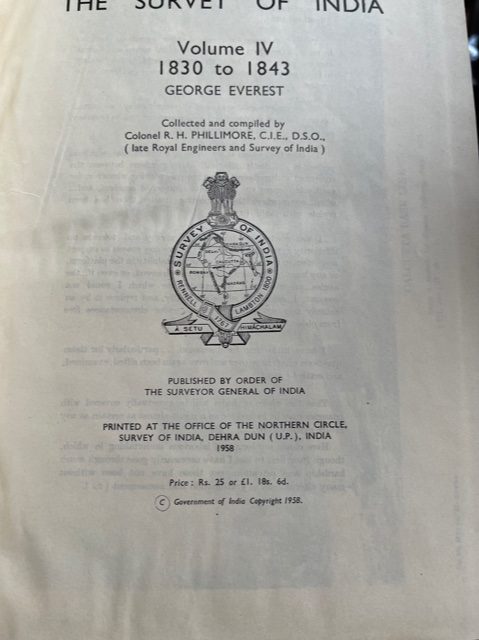 THE SURVEY OF INDIA
Volume IV
1830 to 1843
GEORGE EVEREST
Collected and compiled by
Colonel R. H. PHILLIMORE, C.I.E., D.S.O.,
( late Royal Engineers and Survey of India )
SURVEY OF INDIA
BOMBAY
MADRAS
RENNELL 1767 LAMBTON 1800
A SETU HIMACHALAM
PUBLISHED BY ORDER OF
THE SURVEYOR GENERAL OF INDIA
PRINTED AT THE OFFICE OF THE NORTHERN CIRCLE,
SURVEY OF INDIA, DEHRA DUN ( U.P. ), INDIA
1958
Price : Rs. 25 or £1. 18s. 6d.
© Government of India Copyright 1958.